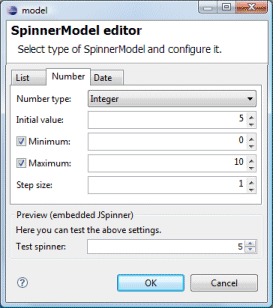 model
SpinnerModel editor
Select type of SpinnerModel and configure it.
List Number Date
Number type: Integer
Initial value: 5
Minimum: 0
Maximum: 10
Step size: 1
Preview (embedded JSpinner)
Here you can test the above settings.
Test spinner: 5
? OK Cancel